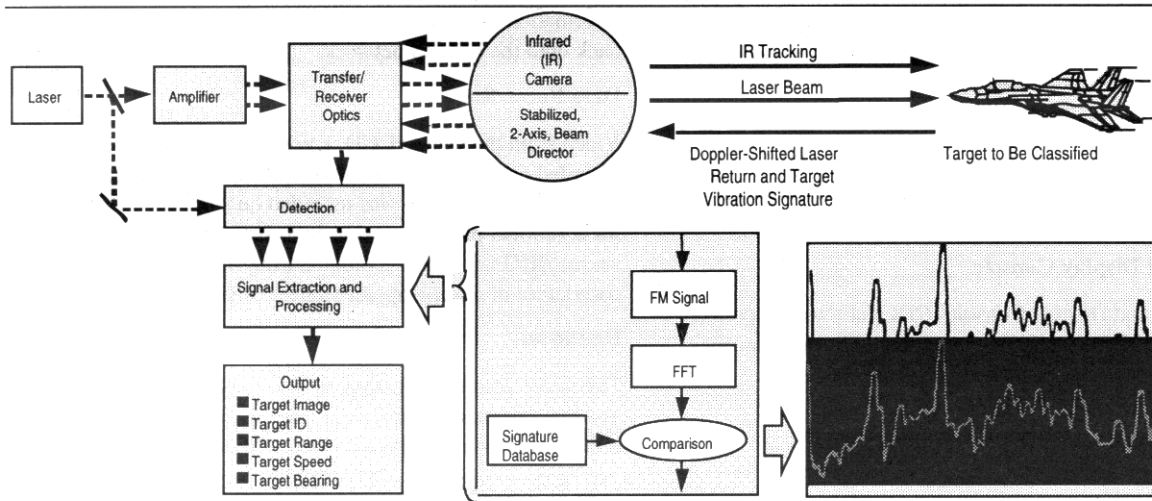 Laser
Amplifier
Transfer/
Receiver
Optics
Infrared
(IR)
Camera
Stabilized,
2-Axis, Beam
Director
IR Tracking
Laser Beam
Doppler-Shifted Laser
Return and Target
Vibration Signature
Target to Be Classified
Detection
Signal Extraction and
Processing
Output
Target Image
Target ID
Target Range
Target Speed
Target Bearing
FM Signal
FFT
Signature
Database
Comparison